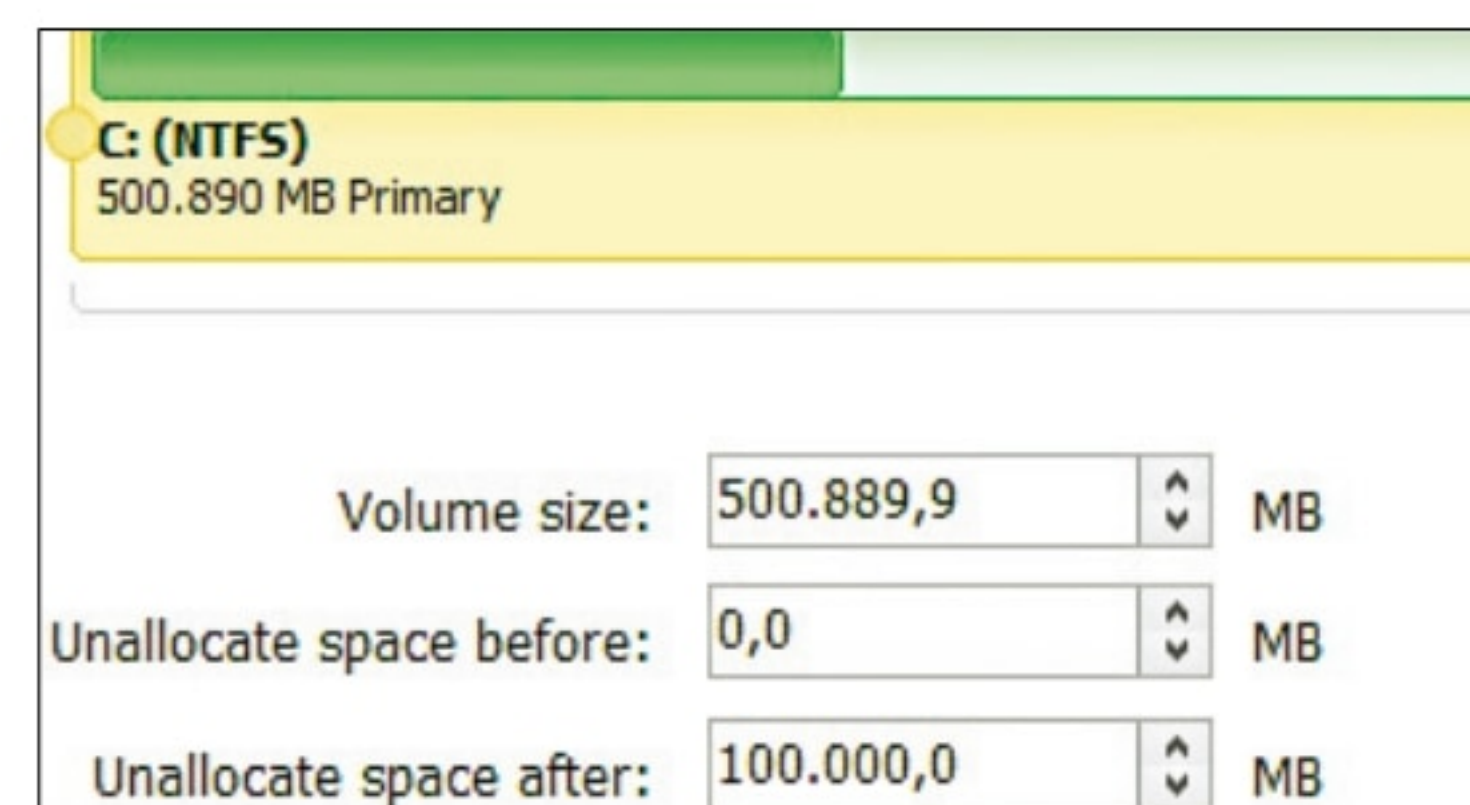 C: (NTFS)
500.890 MB Primary
Volume size: 500.889,9 MB
Unallocate space before: 0,0 MB
Unallocate space after: 100.000,0 MB